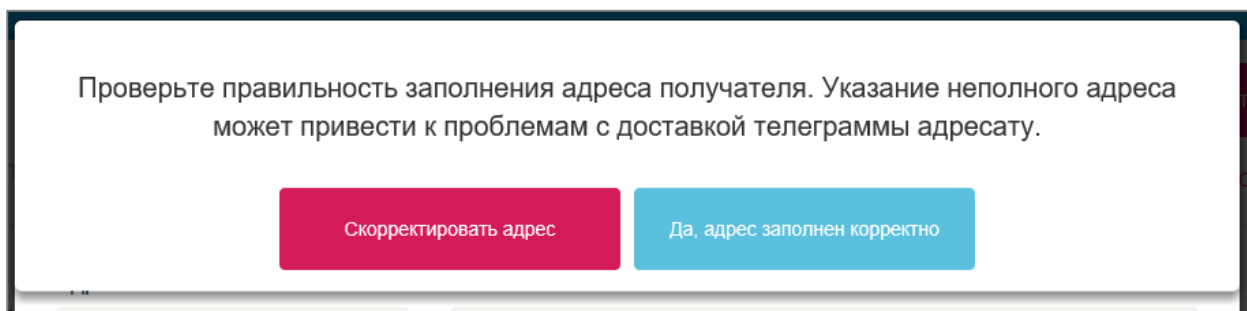 Проверьте правильность заполнения адреса получателя. Указание неполного адреса
может привести к проблемам с доставкой телеграммы адресату.
Скорректировать адрес
Да, адрес заполнен корректно